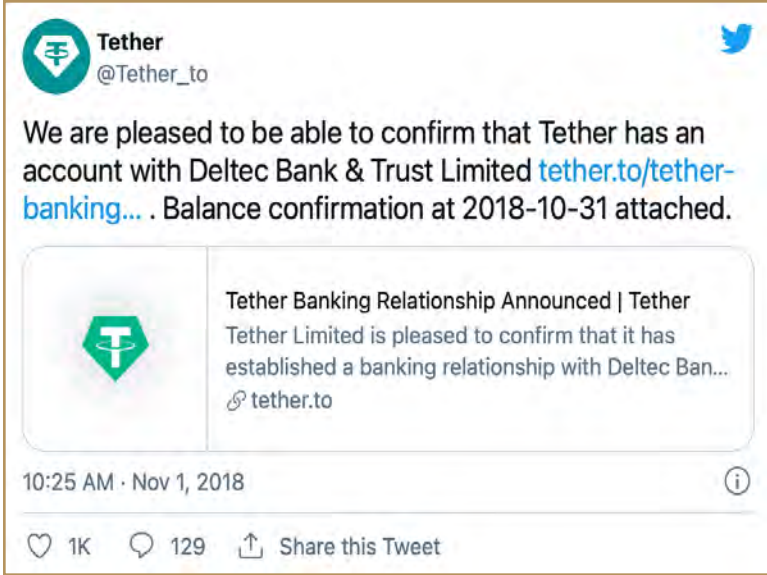 Tether
@Tether_to
We are pleased to be able to confirm that Tether has an
account with Deltec Bank & Trust Limited tether.to/tether-
banking... . Balance confirmation at 2018-10-31 attached.
Tether Banking Relationship Announced | Tether
Tether Limited is pleased to confirm that it has
established a banking relationship with Deltec Ban...
tether.to
10:25 AM · Nov 1, 2018
1K 129 Share this Tweet